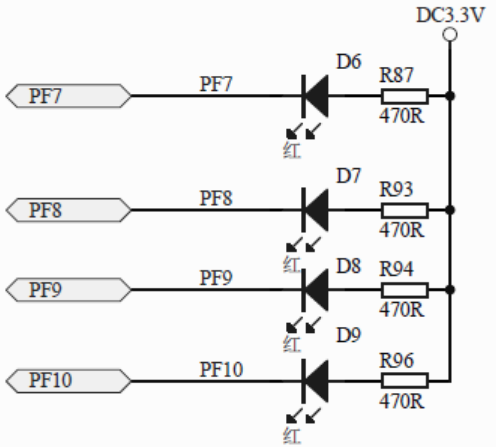 DC3.3V
PF7
PF7
D6
R87
470R
红
PF8
PF8
D7
R93
470R
红
PF9
PF9
D8
R94
470R
红
PF10
PF10
D9
R96
470R
红